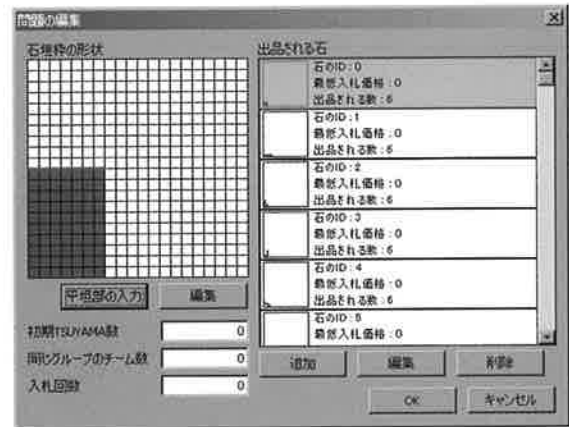 問題の編集
石垣枠の形状
平垣部の入力
編集
初期TSUYAMA数 0
同じグループのチーム数 0
入札回数 0
出品される石
石のID:0
最低入札価格:0
出品される数:6
石のID:1
最低入札価格:0
出品される数:6
石のID:2
最低入札価格:0
出品される数:6
石のID:3
最低入札価格:0
出品される数:6
石のID:4
最低入札価格:0
出品される数:6
石のID:5
最低入札価格:0
追加 編集 削除
OK キャンセル